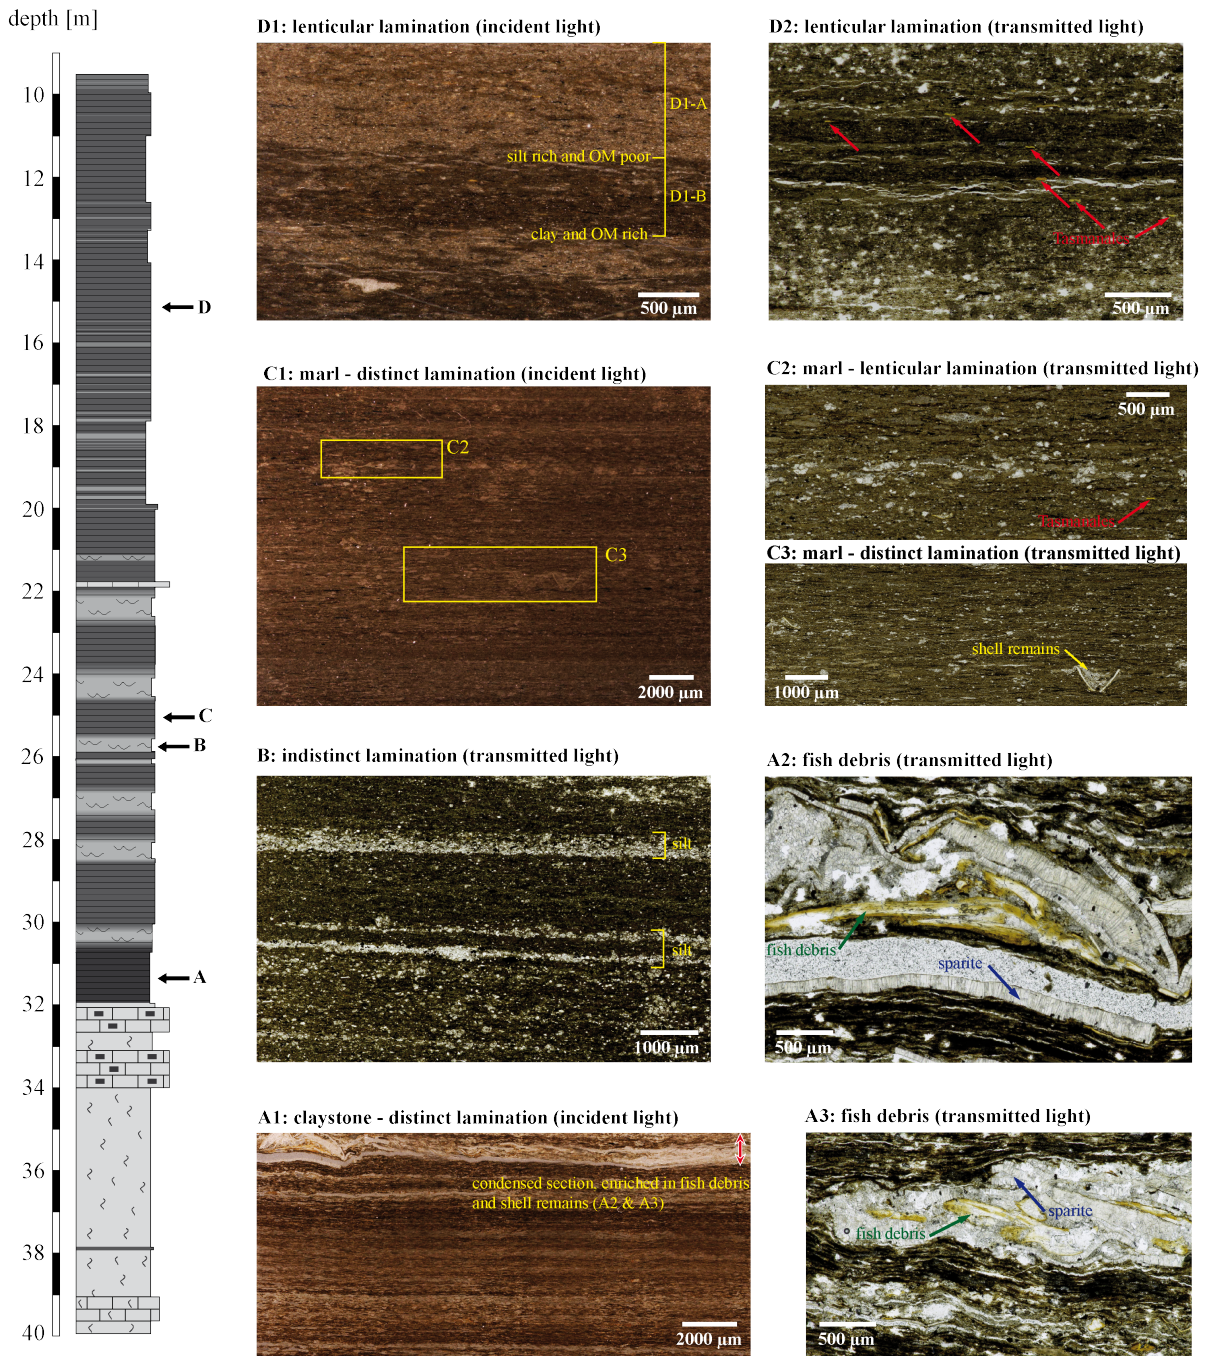 depth [m]
10
12
14
16
18
20
22
24
26
28
30
32
34
36
38
40
D
C
B
A
D1: lenticular lamination (incident light)
D1-A
silt rich and OM poor
D1-B
clay and OM rich
500 µm
D2: lenticular lamination (transmitted light)
Tasmanales
500 µm
C1: marl - distinct lamination (incident light)
C2
C3
2000 µm
C2: marl - lenticular lamination (transmitted light)
500 µm
Tasmanales
C3: marl - distinct lamination (transmitted light)
shell remains
1000 µm
B: indistinct lamination (transmitted light)
silt
silt
1000 µm
A2: fish debris (transmitted light)
fish debris
sparite
500 µm
A1: claystone - distinct lamination (incident light)
condensed section, enriched in fish debris
and shell remains (A2 & A3)
2000 µm
A3: fish debris (transmitted light)
sparite
fish debris
500 µm